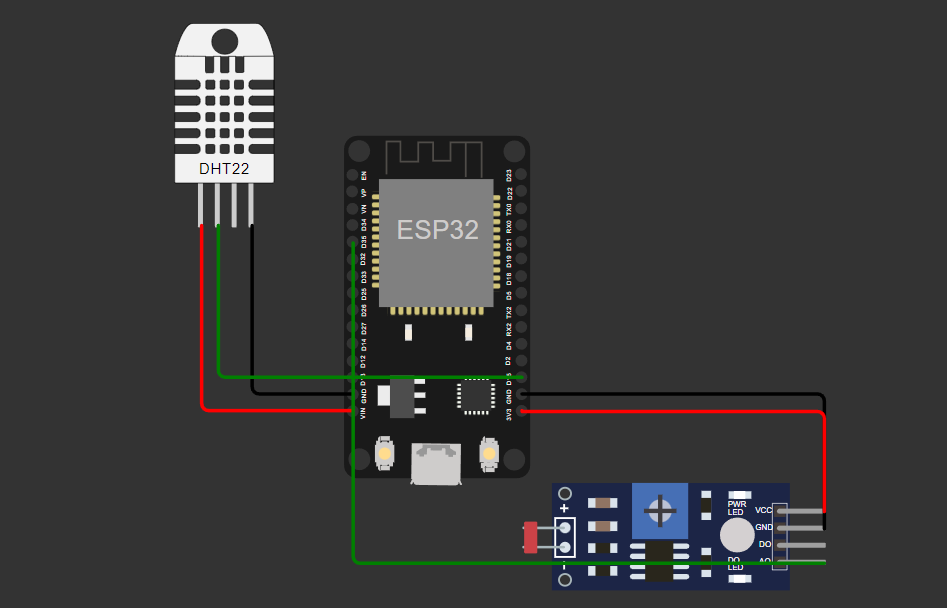 DHT22
ESP32
EN
VP
VN
D34
D35
D32
D33
D25
D26
D27
D14
D12
D13
GND
VIN
D23
D22
TX0
RX0
D21
D19
D18
D5
TX2
RX2
D4
D2
D15
GND
3V3
+
-
PWR
LED
VCC
GND
DO
AO
DO
LED